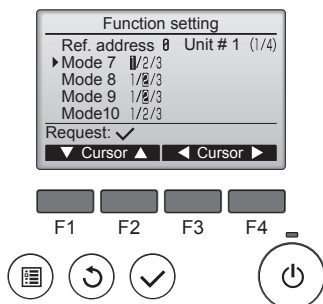 Function setting
Ref. address 0 Unit # 1 (1/4)
Mode 7 1/2/3
Mode 8 1/2/3
Mode 9 1/2/3
Mode10 1/2/3
Request: ✓
▼ Cursor ▲ ◀ Cursor ▶
F1 F2 F3 F4